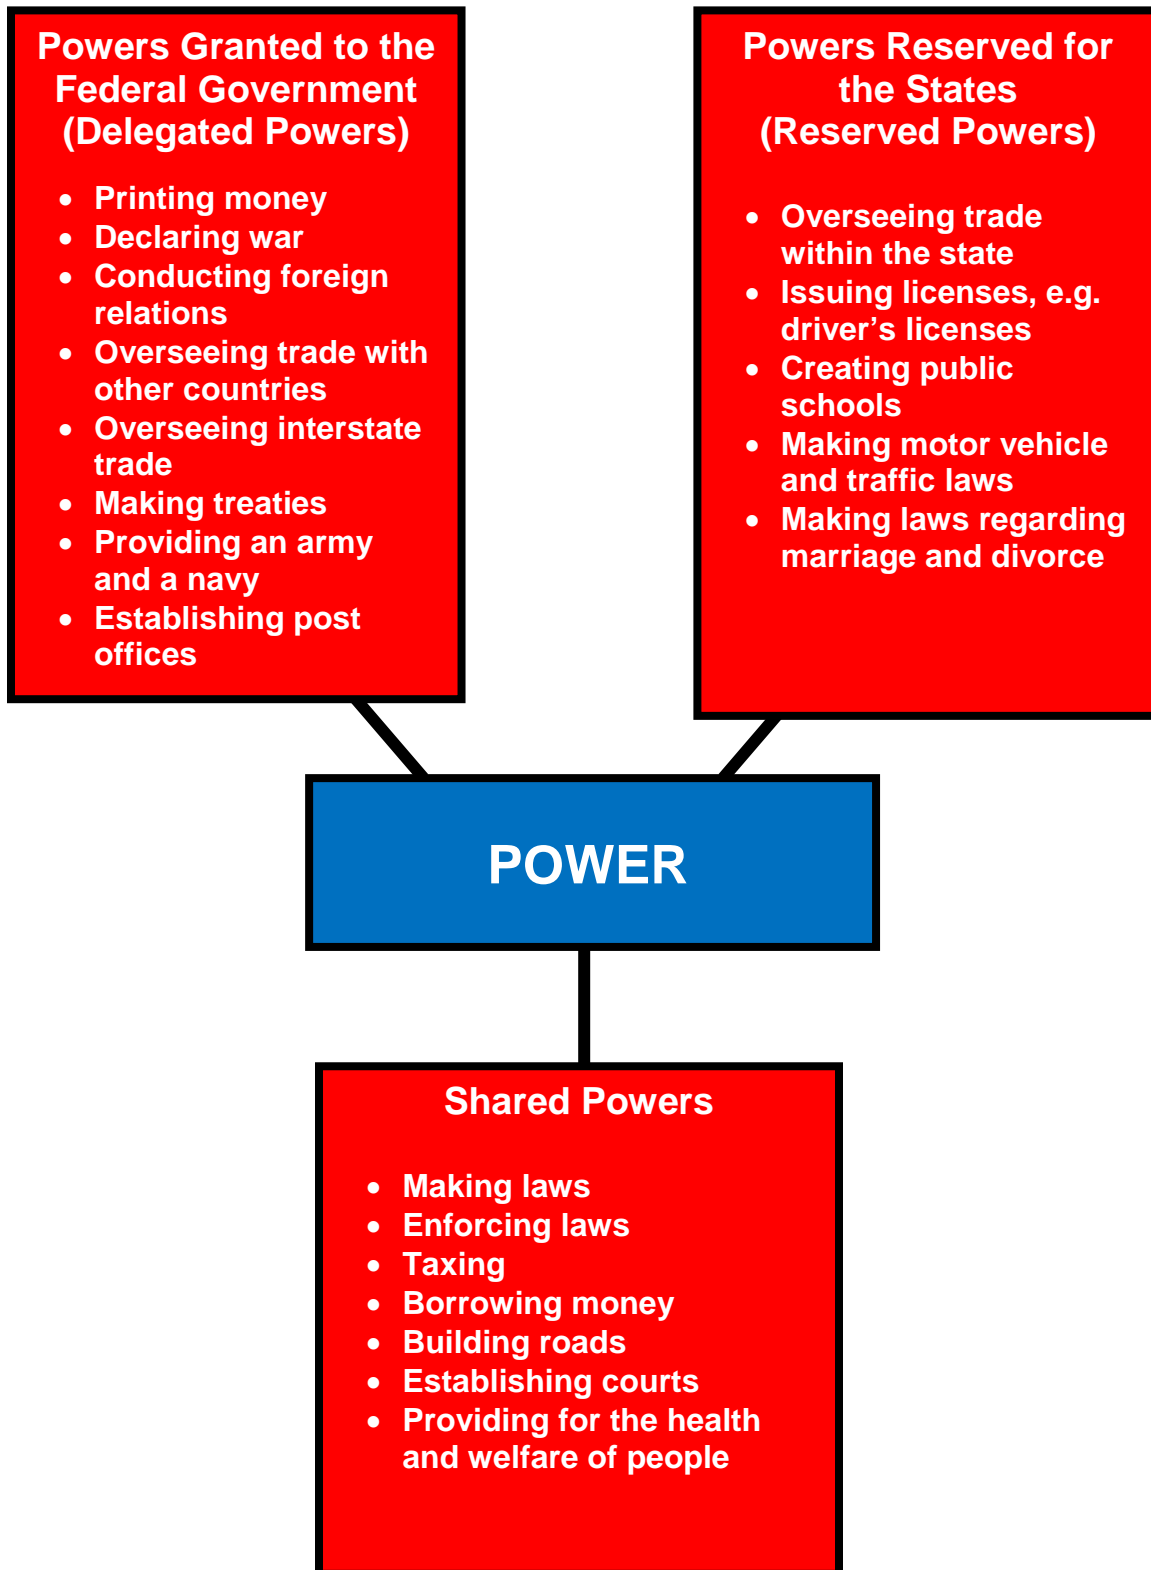 Powers Granted to the
Federal Government
(Delegated Powers)
• Printing money
• Declaring war
• Conducting foreign
relations
• Overseeing trade with
other countries
• Overseeing interstate
trade
• Making treaties
• Providing an army
and a navy
• Establishing post
offices
Powers Reserved for
the States
(Reserved Powers)
• Overseeing trade
within the state
• Issuing licenses, e.g.
driver’s licenses
• Creating public
schools
• Making motor vehicle
and traffic laws
• Making laws regarding
marriage and divorce
POWER
Shared Powers
• Making laws
• Enforcing laws
• Taxing
• Borrowing money
• Building roads
• Establishing courts
• Providing for the health
and welfare of people